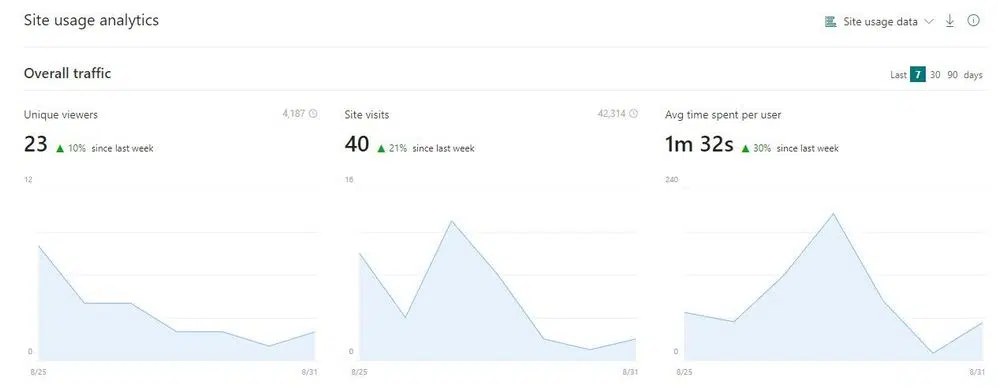 Site usage analytics
Site usage data
Overall traffic
Last 7 30 90 days
Unique viewers 4,187
23 ▲ 10% since last week
12
0
8/25 8/31
Site visits 42,314
40 ▲ 21% since last week
16
0
8/25 8/31
Avg time spent per user
1m 32s ▲ 30% since last week
240
0
8/25 8/31